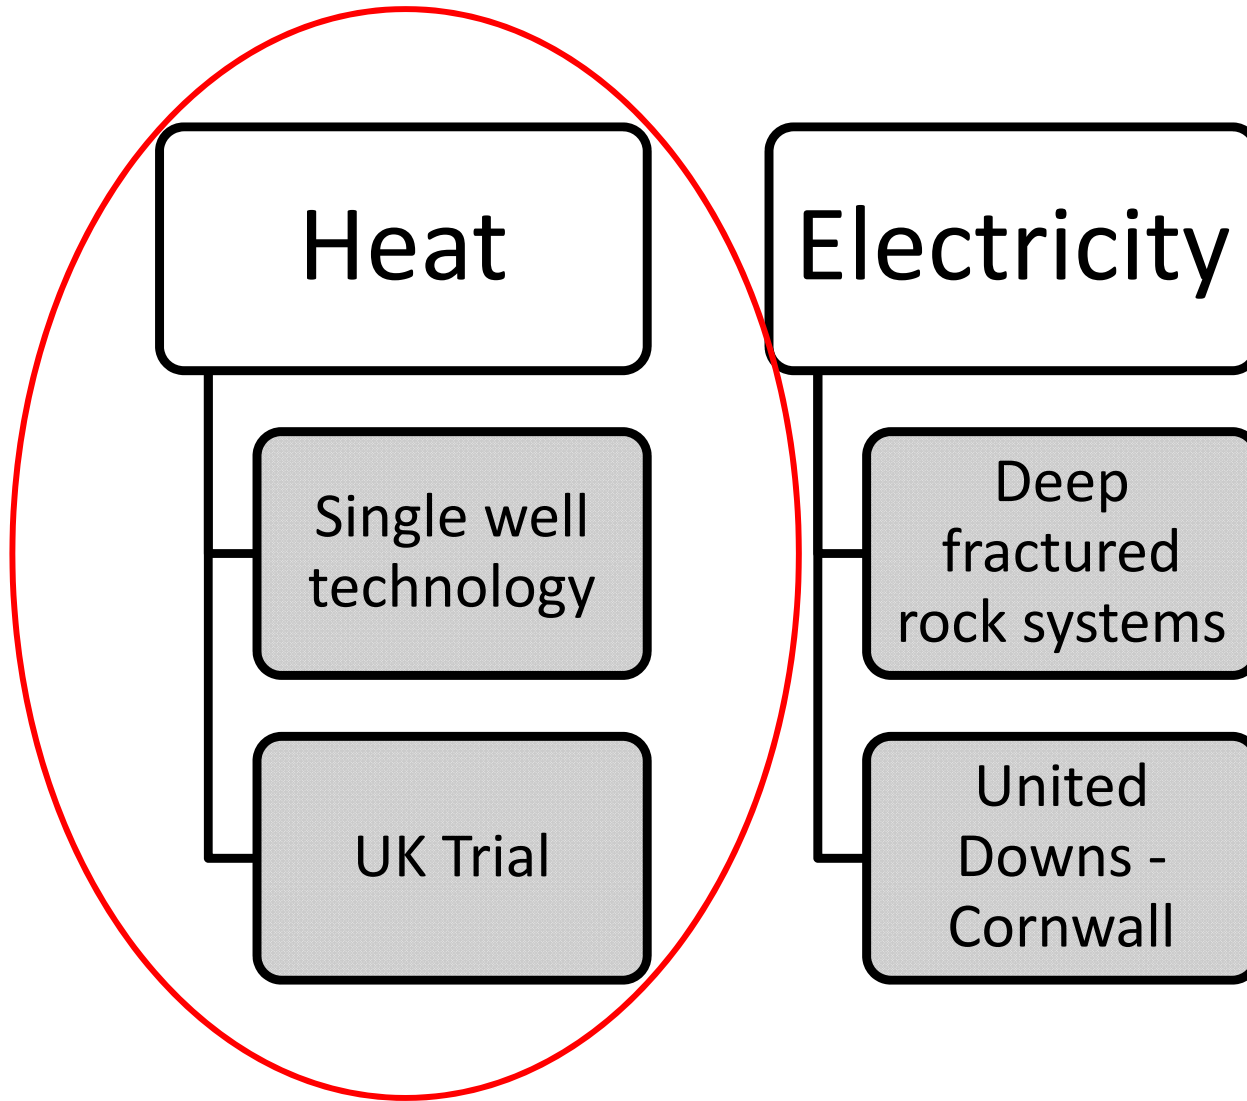 Heat
Single well
technology
UK Trial
Electricity
Deep
fractured
rock systems
United
Downs -
Cornwall